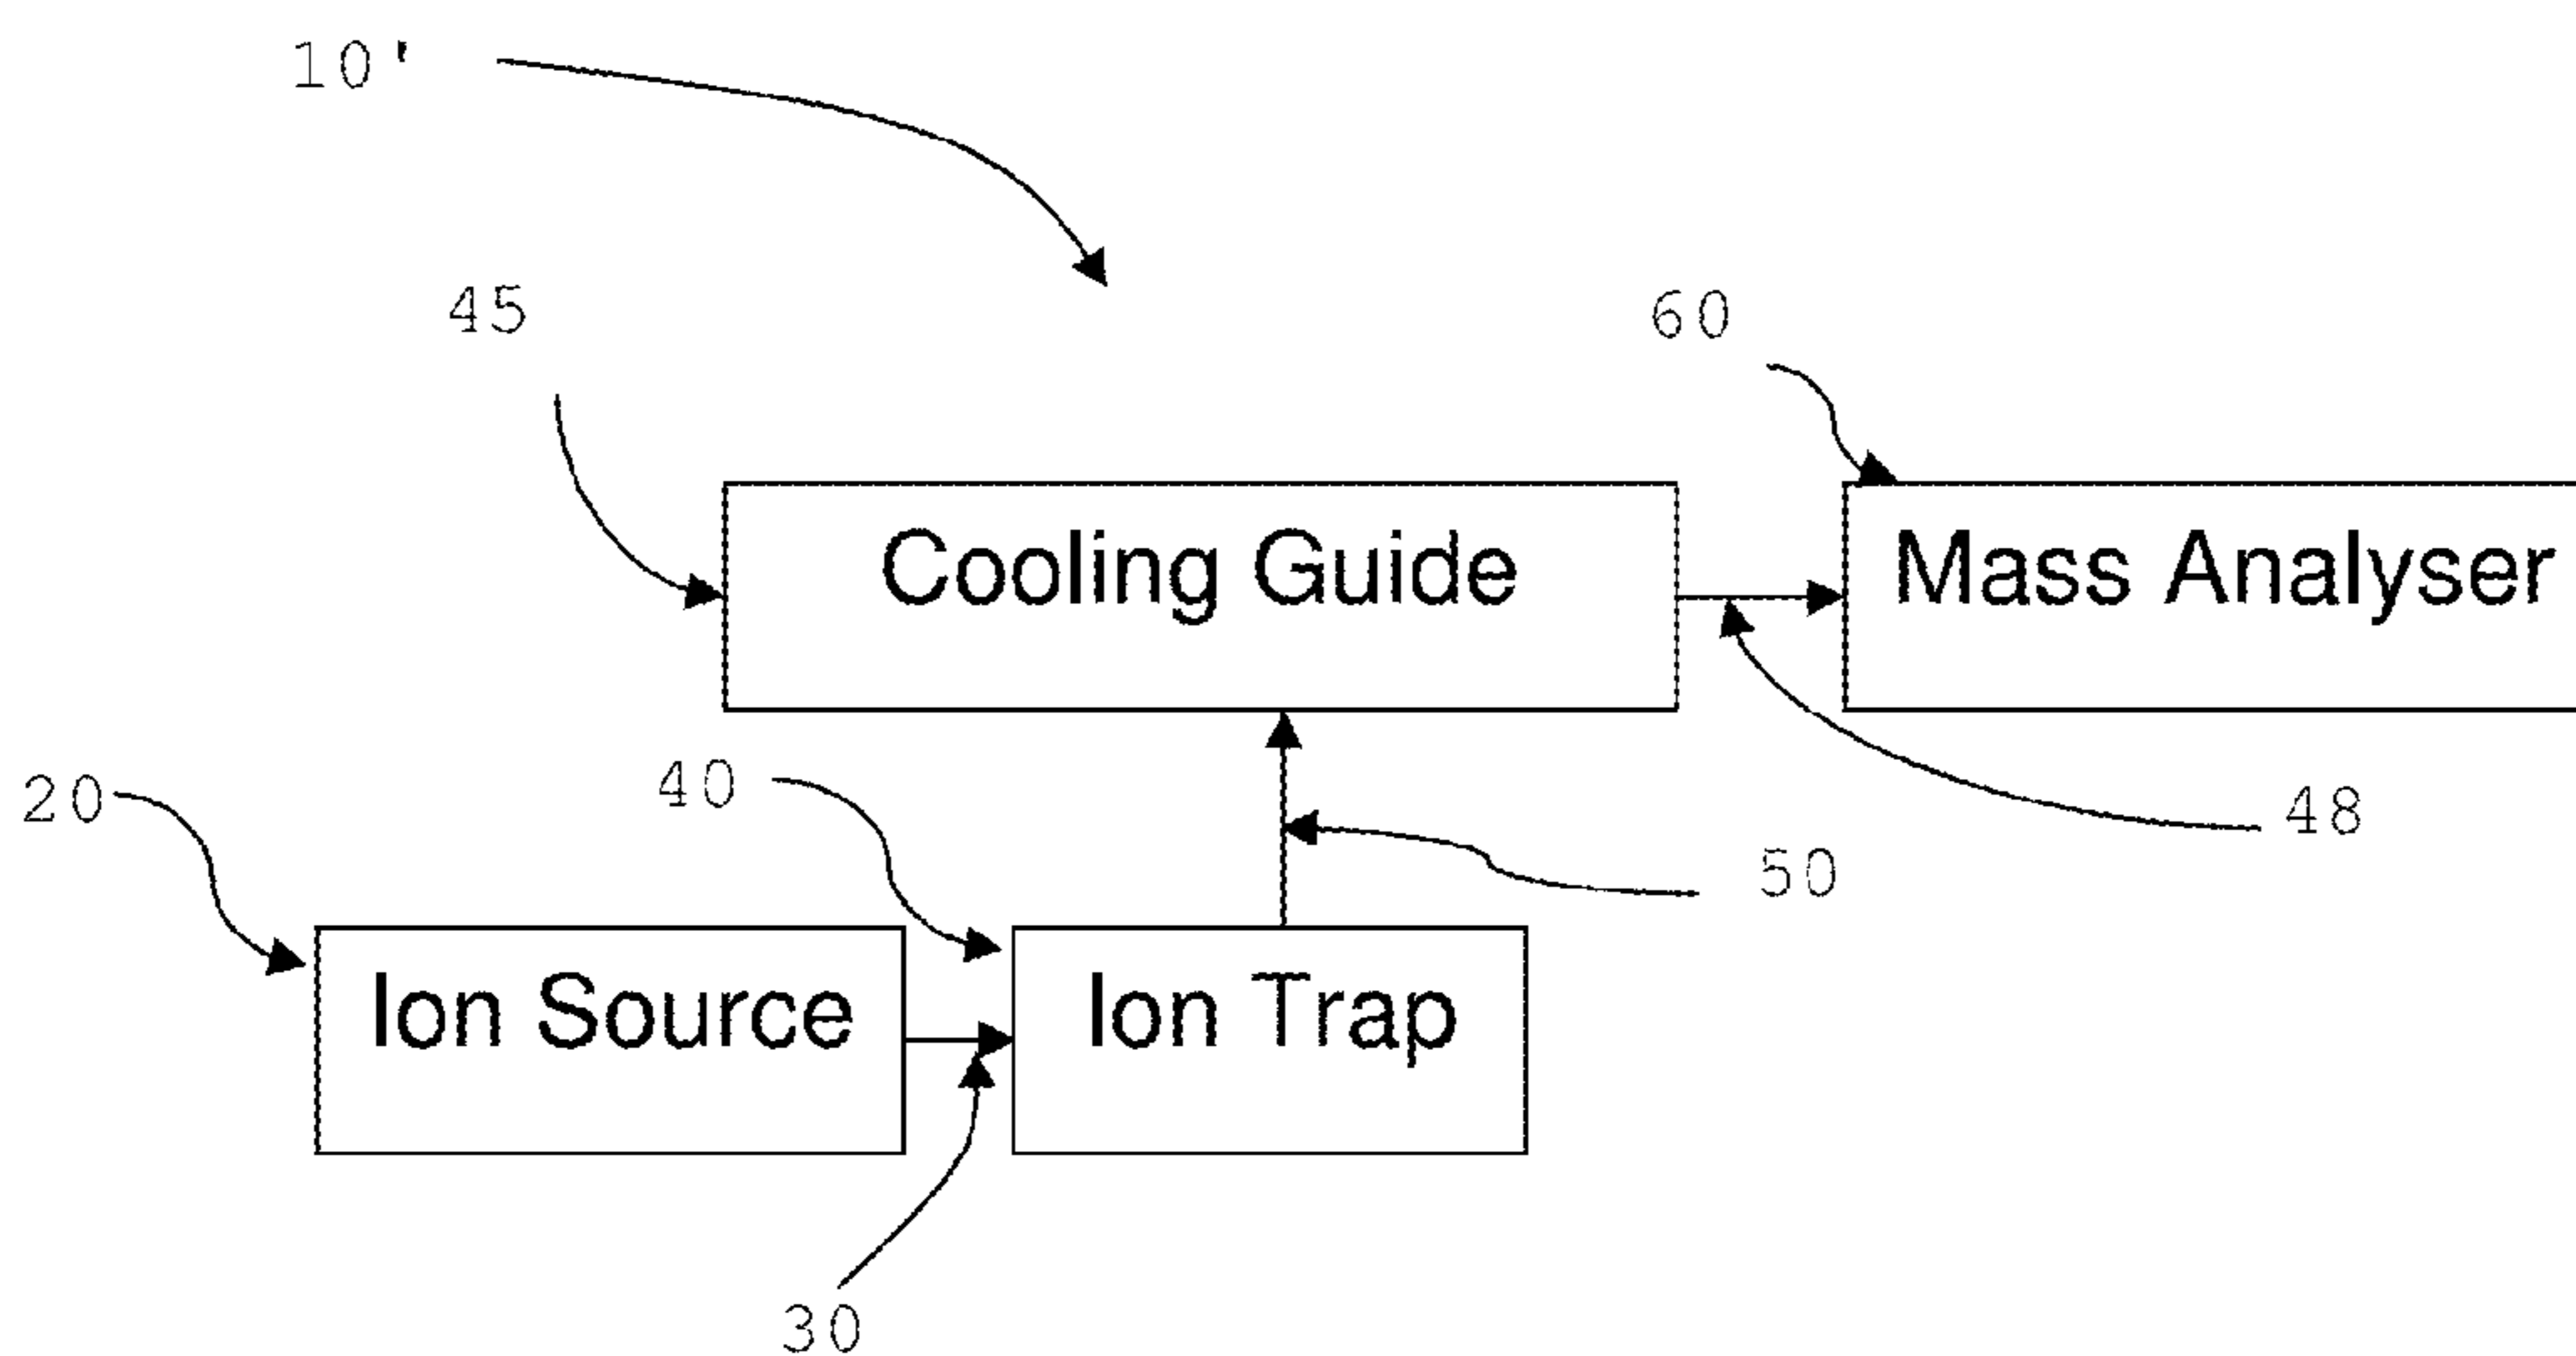 10'
45
60
Cooling Guide
Mass Analyser
20
40
48
50
Ion Source
Ion Trap
30